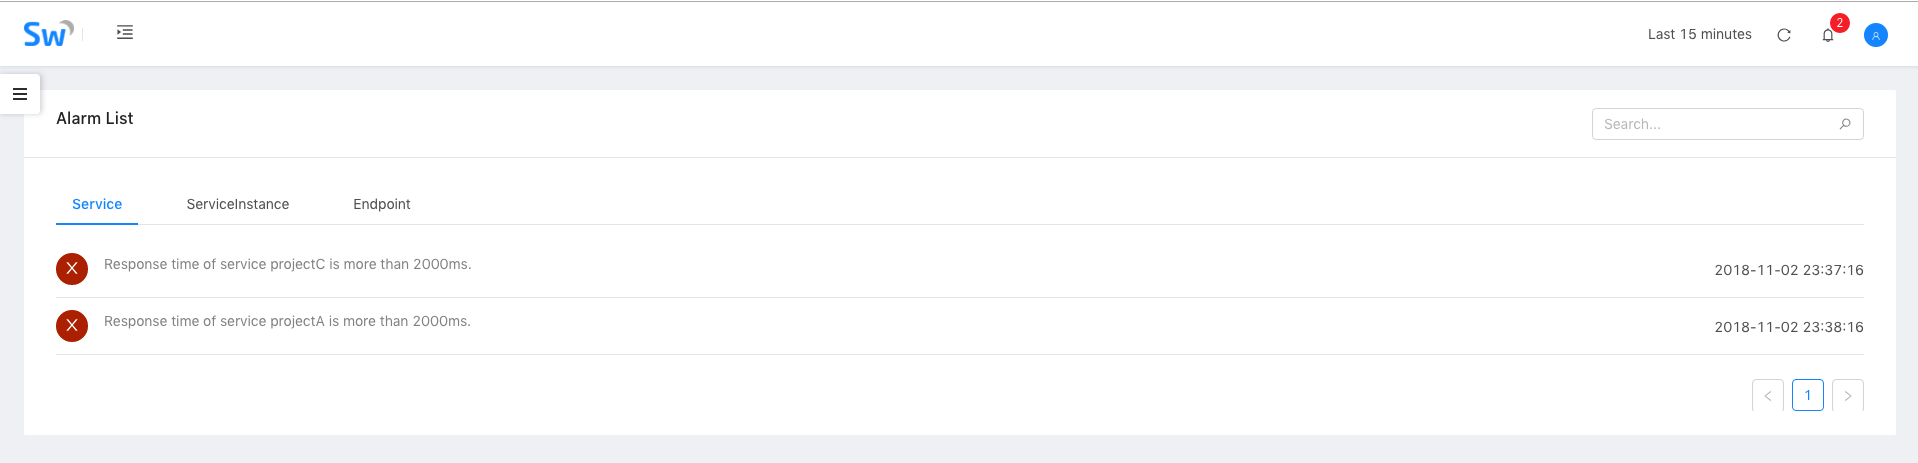 Sw
Last 15 minutes
2
Alarm List
Search...
Service ServiceInstance Endpoint
X Response time of service projectC is more than 2000ms. 2018-11-02 23:37:16
X Response time of service projectA is more than 2000ms. 2018-11-02 23:38:16
< 1 >